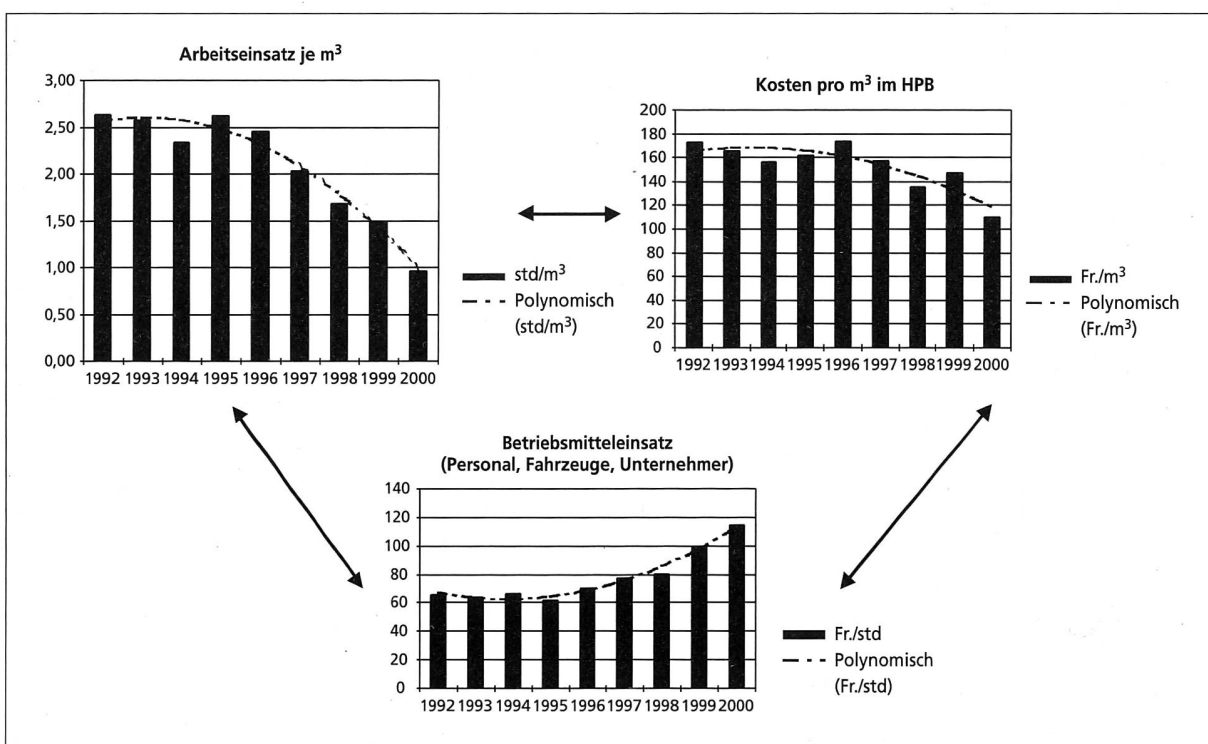 Arbeitseinsatz je m³
3,00
2,50
2,00
1,50
1,00
0,50
0,00
1992 1993 1994 1995 1996 1997 1998 1999 2000
std/m³
Polynomisch
(std/m³)
Kosten pro m³ im HPB
200
180
160
140
120
100
80
60
40
20
0
1992 1993 1994 1995 1996 1997 1998 1999 2000
Fr./m³
Polynomisch
(Fr./m³)
Betriebsmitteleinsatz
(Personal, Fahrzeuge, Unternehmer)
140
120
100
80
60
40
20
0
1992 1993 1994 1995 1996 1997 1998 1999 2000
Fr./std
Polynomisch
(Fr./std)